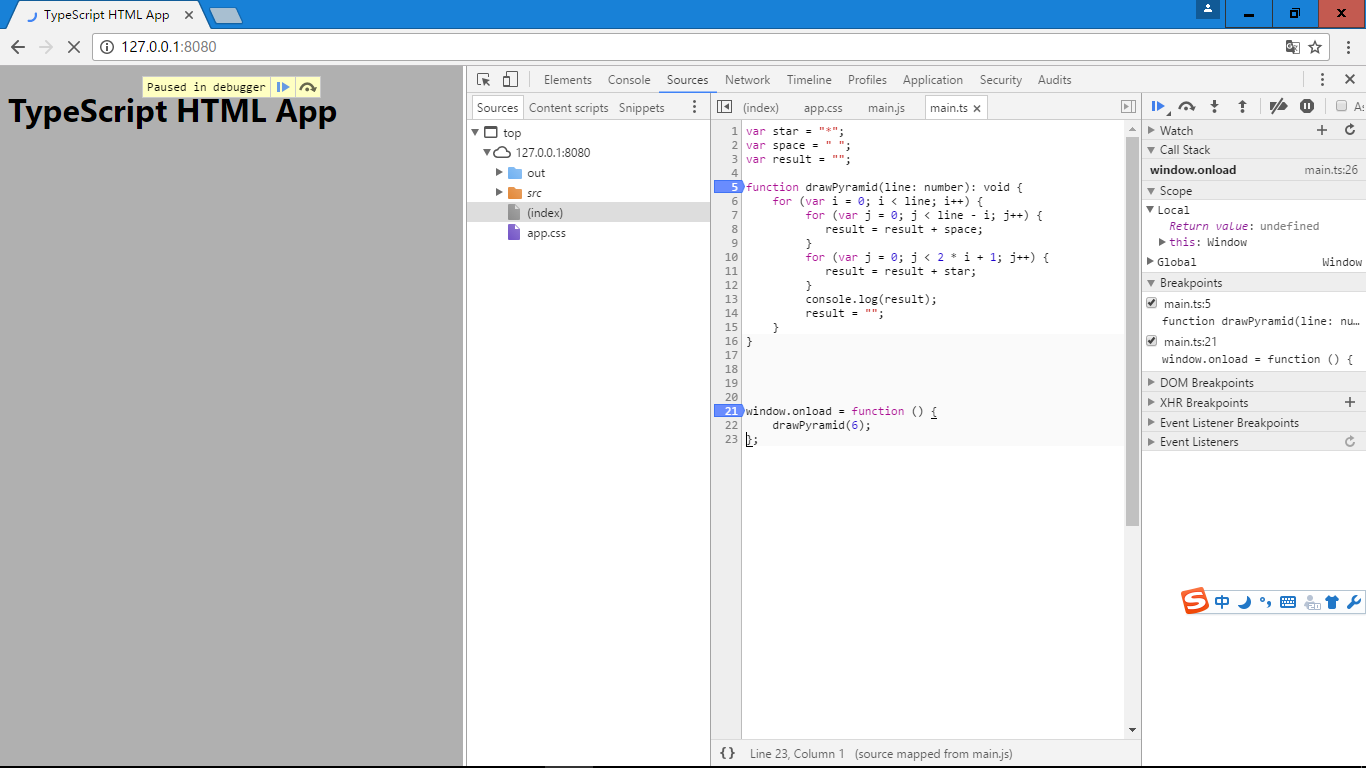 TypeScript HTML App
127.0.0.1:8080
Paused in debugger
TypeScript HTML App
Elements Console Sources Network Timeline Profiles Application Security Audits
Sources Content scripts Snippets
top
127.0.0.1:8080
out
src
(index)
app.css
(index) app.css main.js main.ts
1 var star = "*";
2 var space = " ";
3 var result = "";
4
5 function drawPyramid(line: number): void {
6 for (var i = 0; i < line; i++) {
7 for (var j = 0; j < line - i; j++) {
8 result = result + space;
9 }
10 for (var j = 0; j < 2 * i + 1; j++) {
11 result = result + star;
12 }
13 console.log(result);
14 result = "";
15 }
16 }
17
18
19
20
21 window.onload = function () {
22 drawPyramid(6);
23 };
{} Line 23, Column 1 (source mapped from main.js)
As
Watch
Call Stack
window.onload main.ts:26
Scope
Local
Return value: undefined
this: Window
Global Window
Breakpoints
main.ts:5
function drawPyramid(line: nu…
main.ts:21
window.onload = function () {
DOM Breakpoints
XHR Breakpoints
Event Listener Breakpoints
Event Listeners
S 中